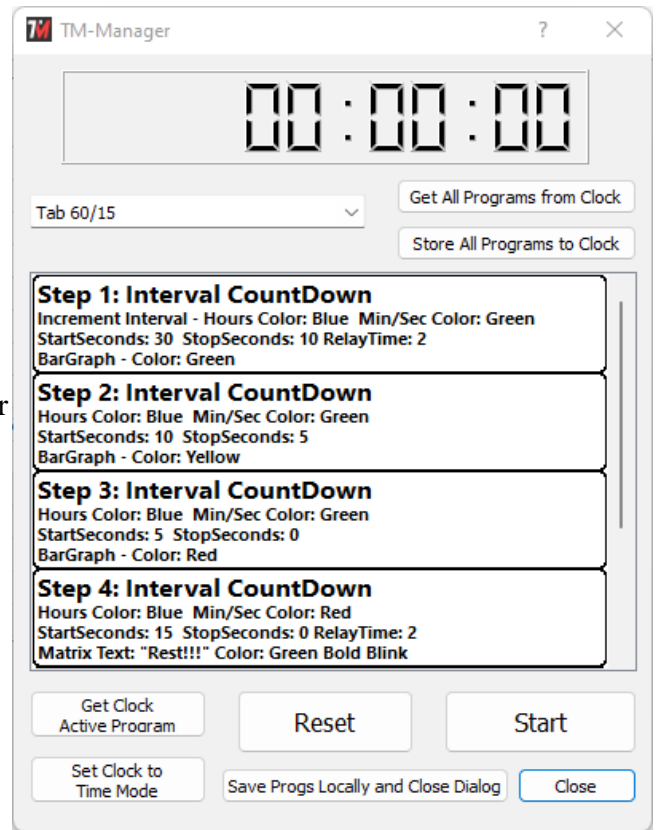 TM-Manager
00:00:00
Tab 60/15
Get All Programs from Clock
Store All Programs to Clock
Step 1: Interval CountDown
Increment Interval - Hours Color: Blue  Min/Sec Color: Green
StartSeconds: 30  StopSeconds: 10 RelayTime: 2
BarGraph - Color: Green
r
Step 2: Interval CountDown
Hours Color: Blue  Min/Sec Color: Green
StartSeconds: 10  StopSeconds: 5
BarGraph - Color: Yellow
Step 3: Interval CountDown
Hours Color: Blue  Min/Sec Color: Green
StartSeconds: 5  StopSeconds: 0
BarGraph - Color: Red
Step 4: Interval CountDown
Hours Color: Blue  Min/Sec Color: Red
StartSeconds: 15  StopSeconds: 0 RelayTime: 2
Matrix Text: "Rest!!!" Color: Green Bold Blink
Get Clock
Active Program
Reset
Start
Set Clock to
Time Mode
Save Progs Locally and Close Dialog
Close